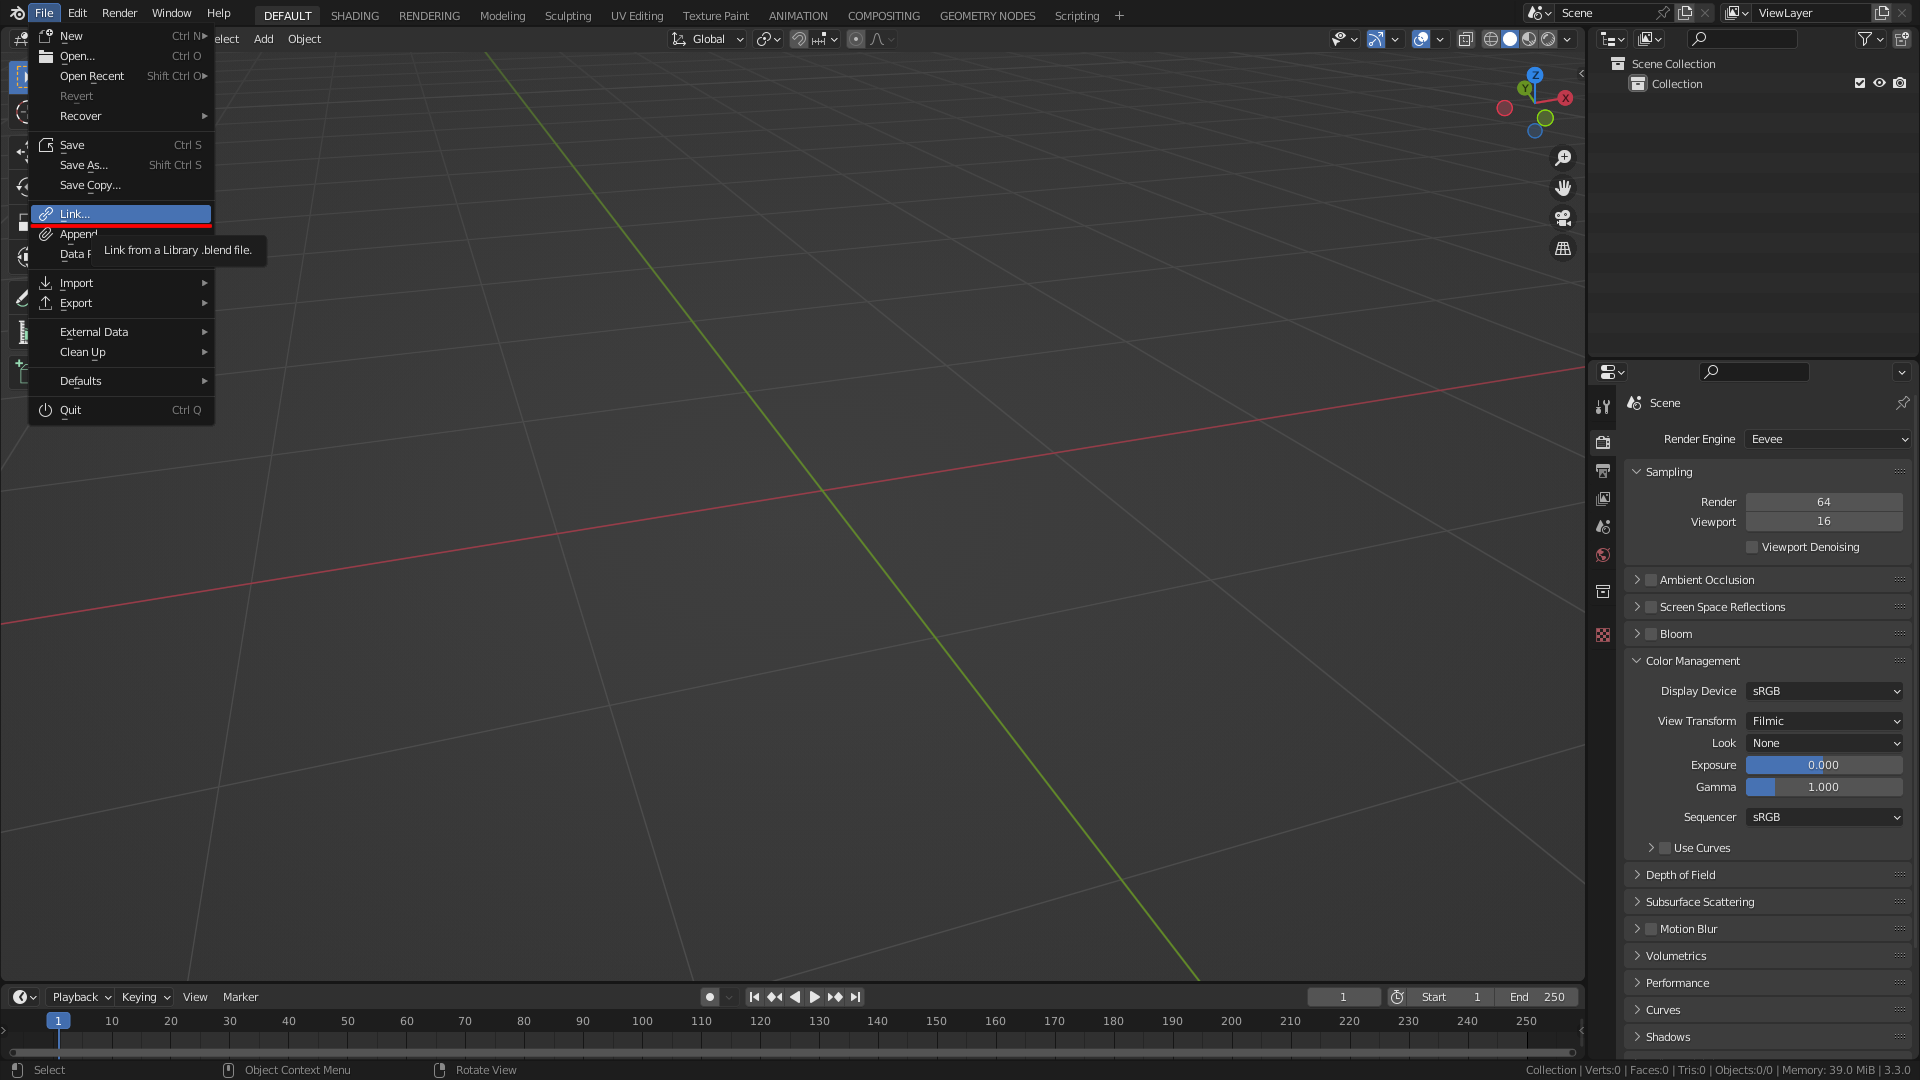 File Edit Render Window Help DEFAULT SHADING RENDERING Modeling Sculpting UV Editing Texture Paint ANIMATION COMPOSITING GEOMETRY NODES Scripting + Scene ViewLayer
elect Add Object Global
New Ctrl N
Open... Ctrl O
Open Recent Shift Ctrl O
Revert
Recover
Save Ctrl S
Save As... Shift Ctrl S
Save Copy...
Link...
Append
Link from a Library .blend file.
Data
Import
Export
External Data
Clean Up
Defaults
Quit Ctrl Q
Z
Y
X
Scene Collection
Collection
Scene
Render Engine Eevee
Sampling
Render 64
Viewport 16
Viewport Denoising
Ambient Occlusion
Screen Space Reflections
Bloom
Color Management
Display Device sRGB
View Transform Filmic
Look None
Exposure 0.000
Gamma 1.000
Sequencer sRGB
Use Curves
Depth of Field
Subsurface Scattering
Motion Blur
Volumetrics
Performance
Curves
Shadows
Playback Keying View Marker 1 Start 1 End 250
1 10 20 30 40 50 60 70 80 90 100 110 120 130 140 150 160 170 180 190 200 210 220 230 240 250
Select Object Context Menu Rotate View Collection | Verts:0 | Faces:0 | Tris:0 | Objects:0/0 | Memory: 39.0 MiB | 3.3.0